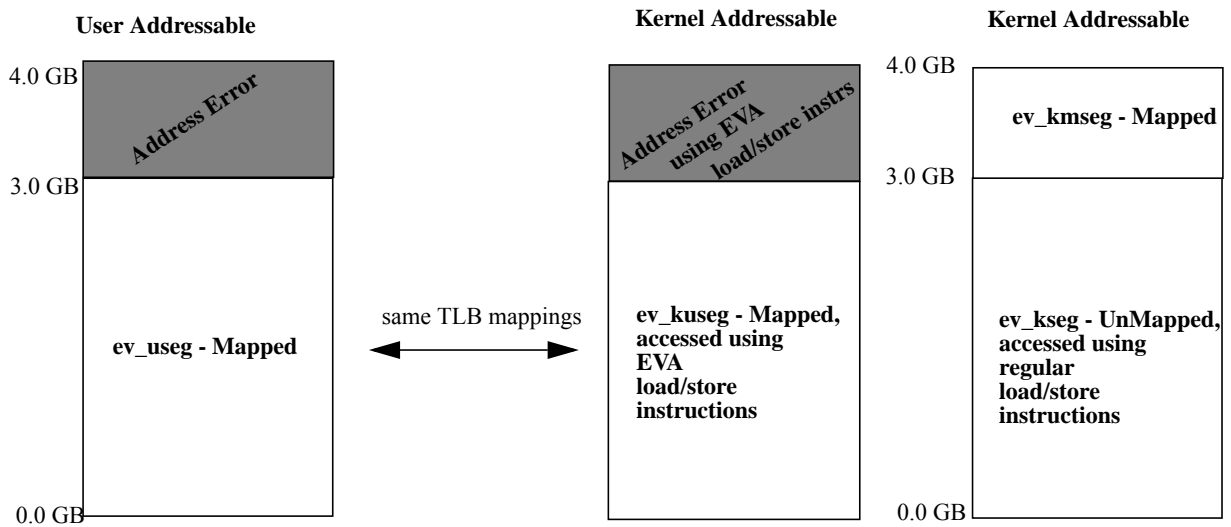 User Addressable
4.0 GB
Address Error
3.0 GB
ev_useg - Mapped
0.0 GB
same TLB mappings
Kernel Addressable
Address Error
using EVA
load/store instrs
ev_kuseg - Mapped,
accessed using
EVA
load/store
instructions
Kernel Addressable
4.0 GB
ev_kmseg - Mapped
3.0 GB
ev_kseg - UnMapped,
accessed using
regular
load/store
instructions
0.0 GB